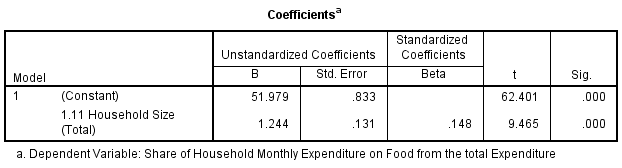 Coefficientsa
Model Unstandardized Coefficients Standardized Coefficients t Sig.
B Std. Error Beta
1 (Constant) 51.979 .833 62.401 .000
1.11 Household Size (Total) 1.244 .131 .148 9.465 .000
a. Dependent Variable: Share of Household Monthly Expenditure on Food from the total Expenditure